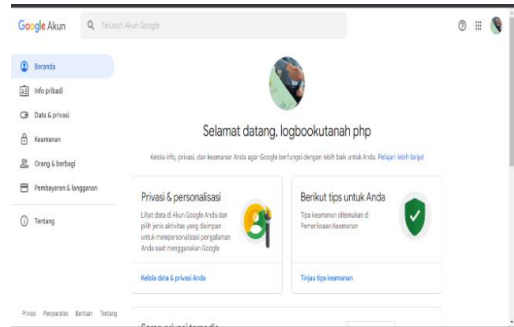 Google Akun
Telusuri Akun Google
Beranda
Info pribadi
Data & privasi
Keamanan
Orang & berbagi
Pembayaran & langganan
Tentang
Selamat datang, logbookutanah php
Kelola info, privasi, dan keamanan Anda agar Google berfungsi dengan lebih baik untuk Anda. Pelajari lebih lanjut
Privasi & personalisasi
Lihat data di Akun Google Anda dan
pilih jenis aktivitas yang disimpan
untuk mempersonalisasi pengalaman
Anda saat menggunakan Google
Kelola data & privasi Anda
Berikut tips untuk Anda
Tips keamanan ditemukan di
Pemeriksaan Keamanan
Tinjau tips keamanan
Privasi Persyaratan Bantuan Tentang